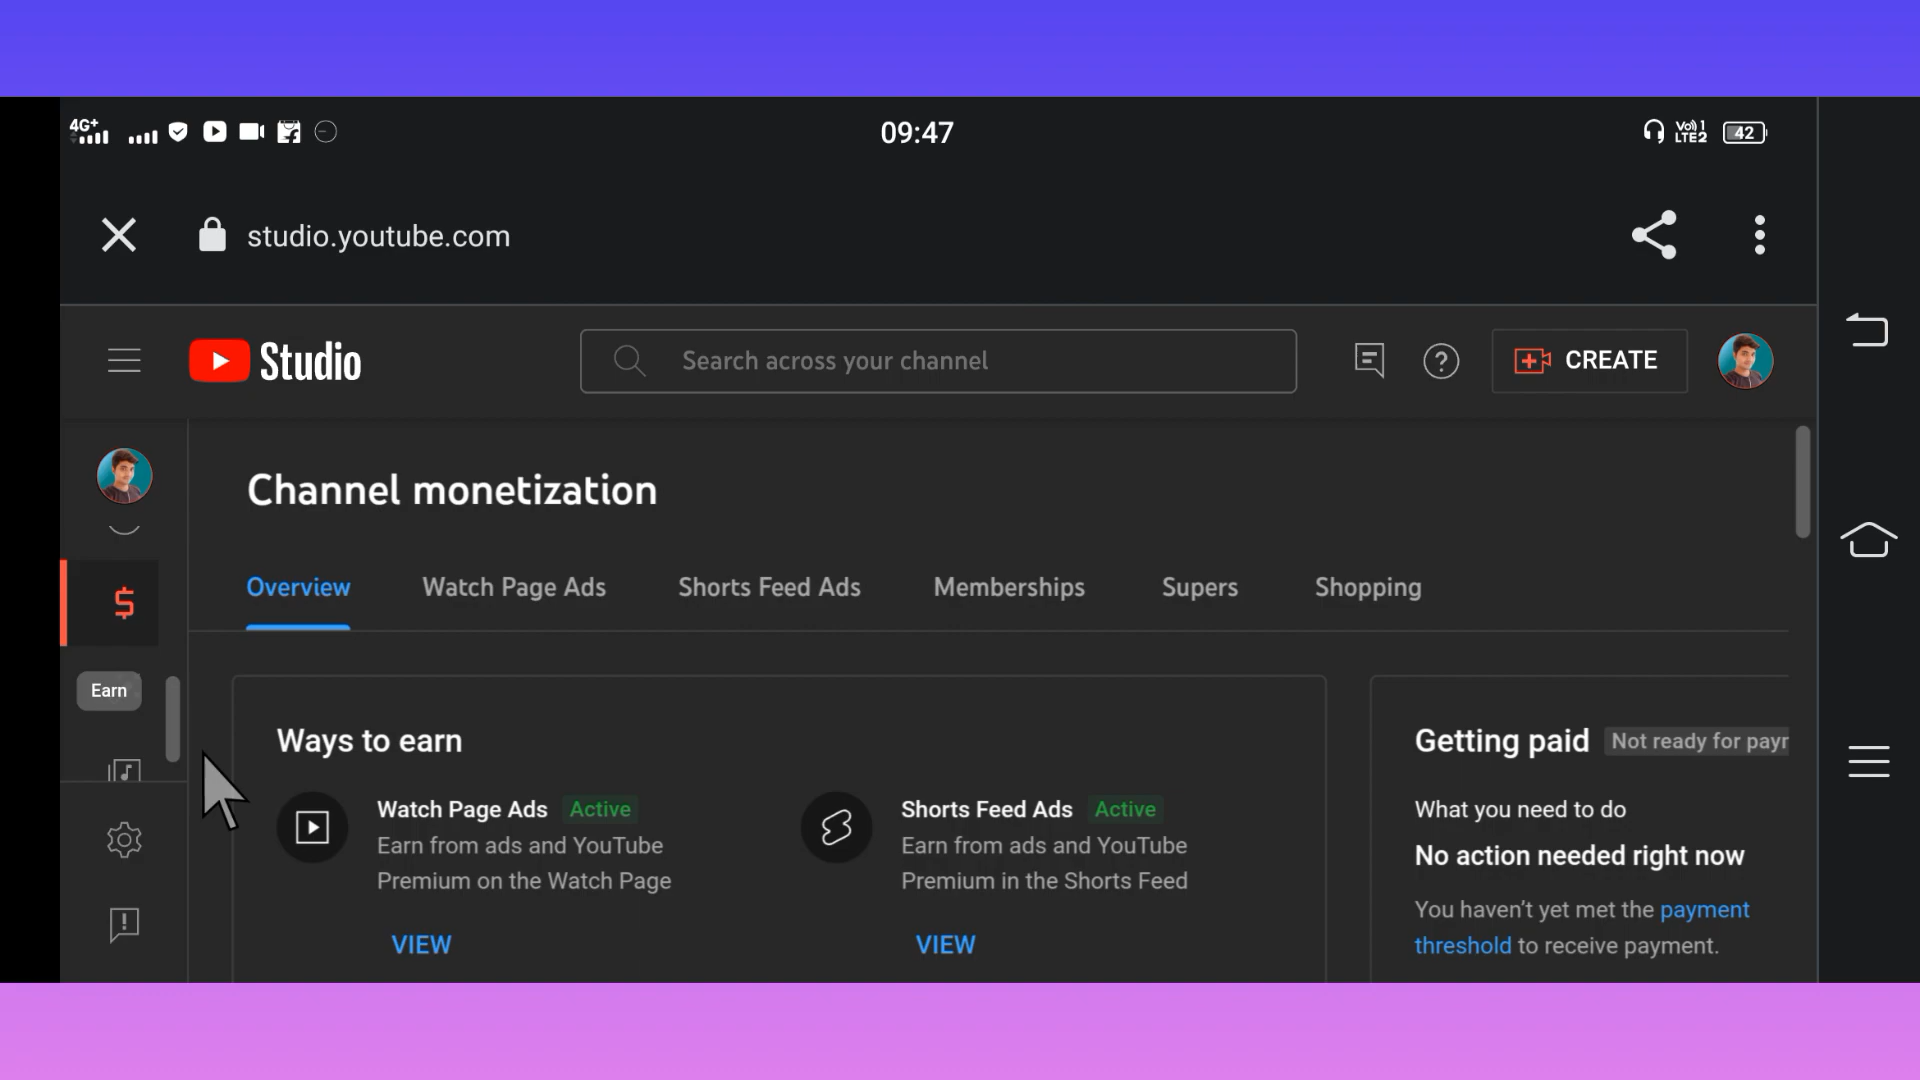 4G+
09:47
Vo)) 1
LTE2
42
studio.youtube.com
Studio
Search across your channel
CREATE
Channel monetization
Overview
Watch Page Ads
Shorts Feed Ads
Memberships
Supers
Shopping
Earn
Ways to earn
Watch Page Ads Active
Earn from ads and YouTube
Premium on the Watch Page
VIEW
Shorts Feed Ads Active
Earn from ads and YouTube
Premium in the Shorts Feed
VIEW
Getting paid Not ready for payr
What you need to do
No action needed right now
You haven't yet met the payment
threshold to receive payment.